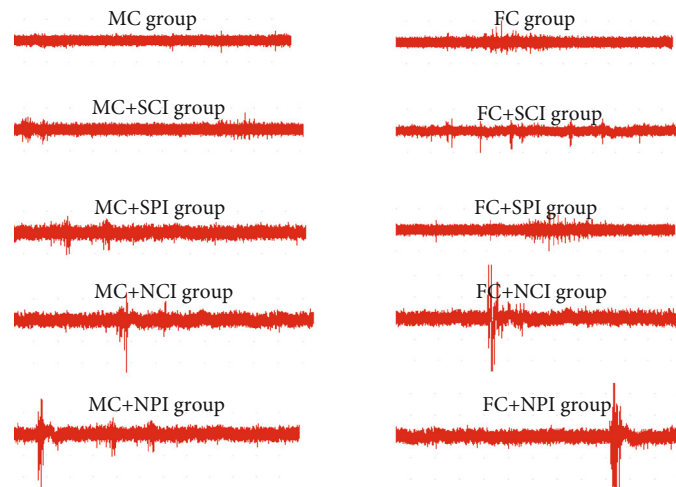 MC group
FC group
MC+SCI group
FC+SCI group
MC+SPI group
FC+SPI group
MC+NCI group
FC+NCI group
MC+NPI group
FC+NPI group